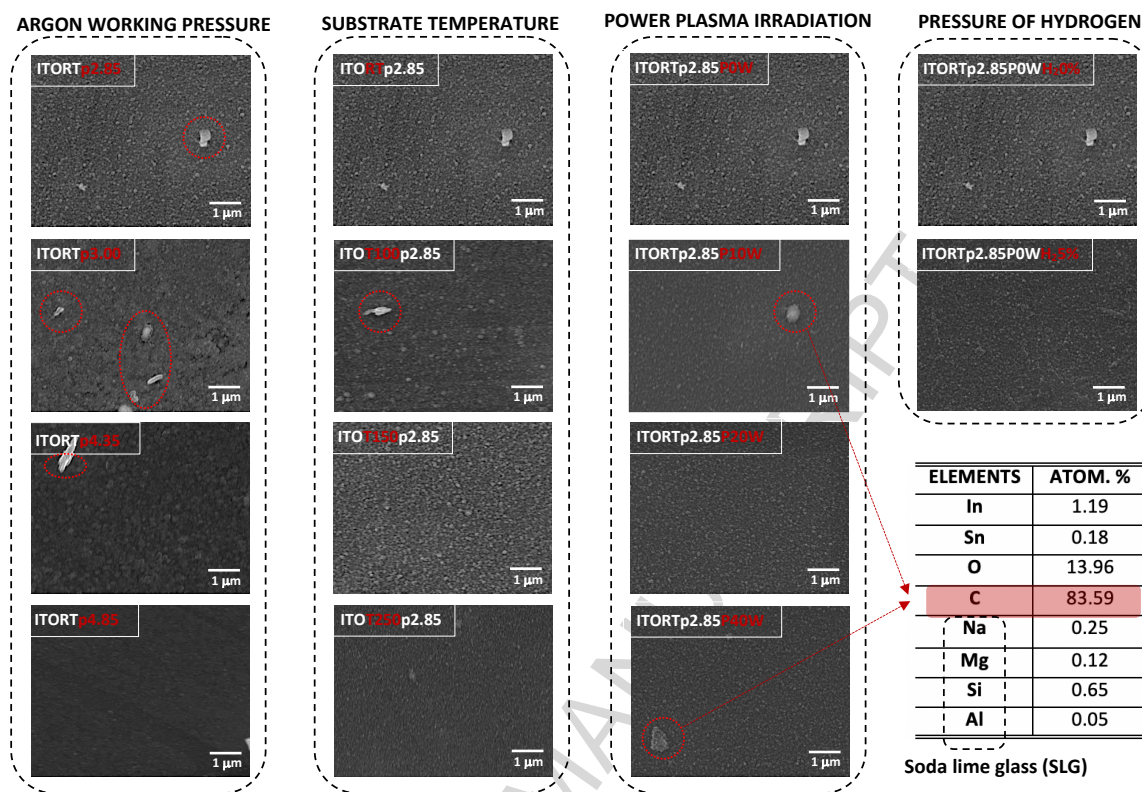 ARGON WORKING PRESSURE
SUBSTRATE TEMPERATURE
POWER PLASMA IRRADIATION
PRESSURE OF HYDROGEN
ITORTp2.85
1 µm
ITORTp3.00
1 µm
ITORTp4.35
1 µm
ITORTp4.85
1 µm
ITORTp2.85
1 µm
ITOT100p2.85
1 µm
ITOT150p2.85
1 µm
ITOT250p2.85
1 µm
ITORTp2.85P0W
1 µm
ITORTp2.85P10W
1 µm
ITORTp2.85P20W
1 µm
ITORTp2.85P40W
1 µm
ITORTp2.85P0WH₂0%
1 µm
ITORTp2.85P0WH₂5%
1 µm
ELEMENTS ATOM. %
In 1.19
Sn 0.18
O 13.96
C 83.59
Na 0.25
Mg 0.12
Si 0.65
Al 0.05
Soda lime glass (SLG)